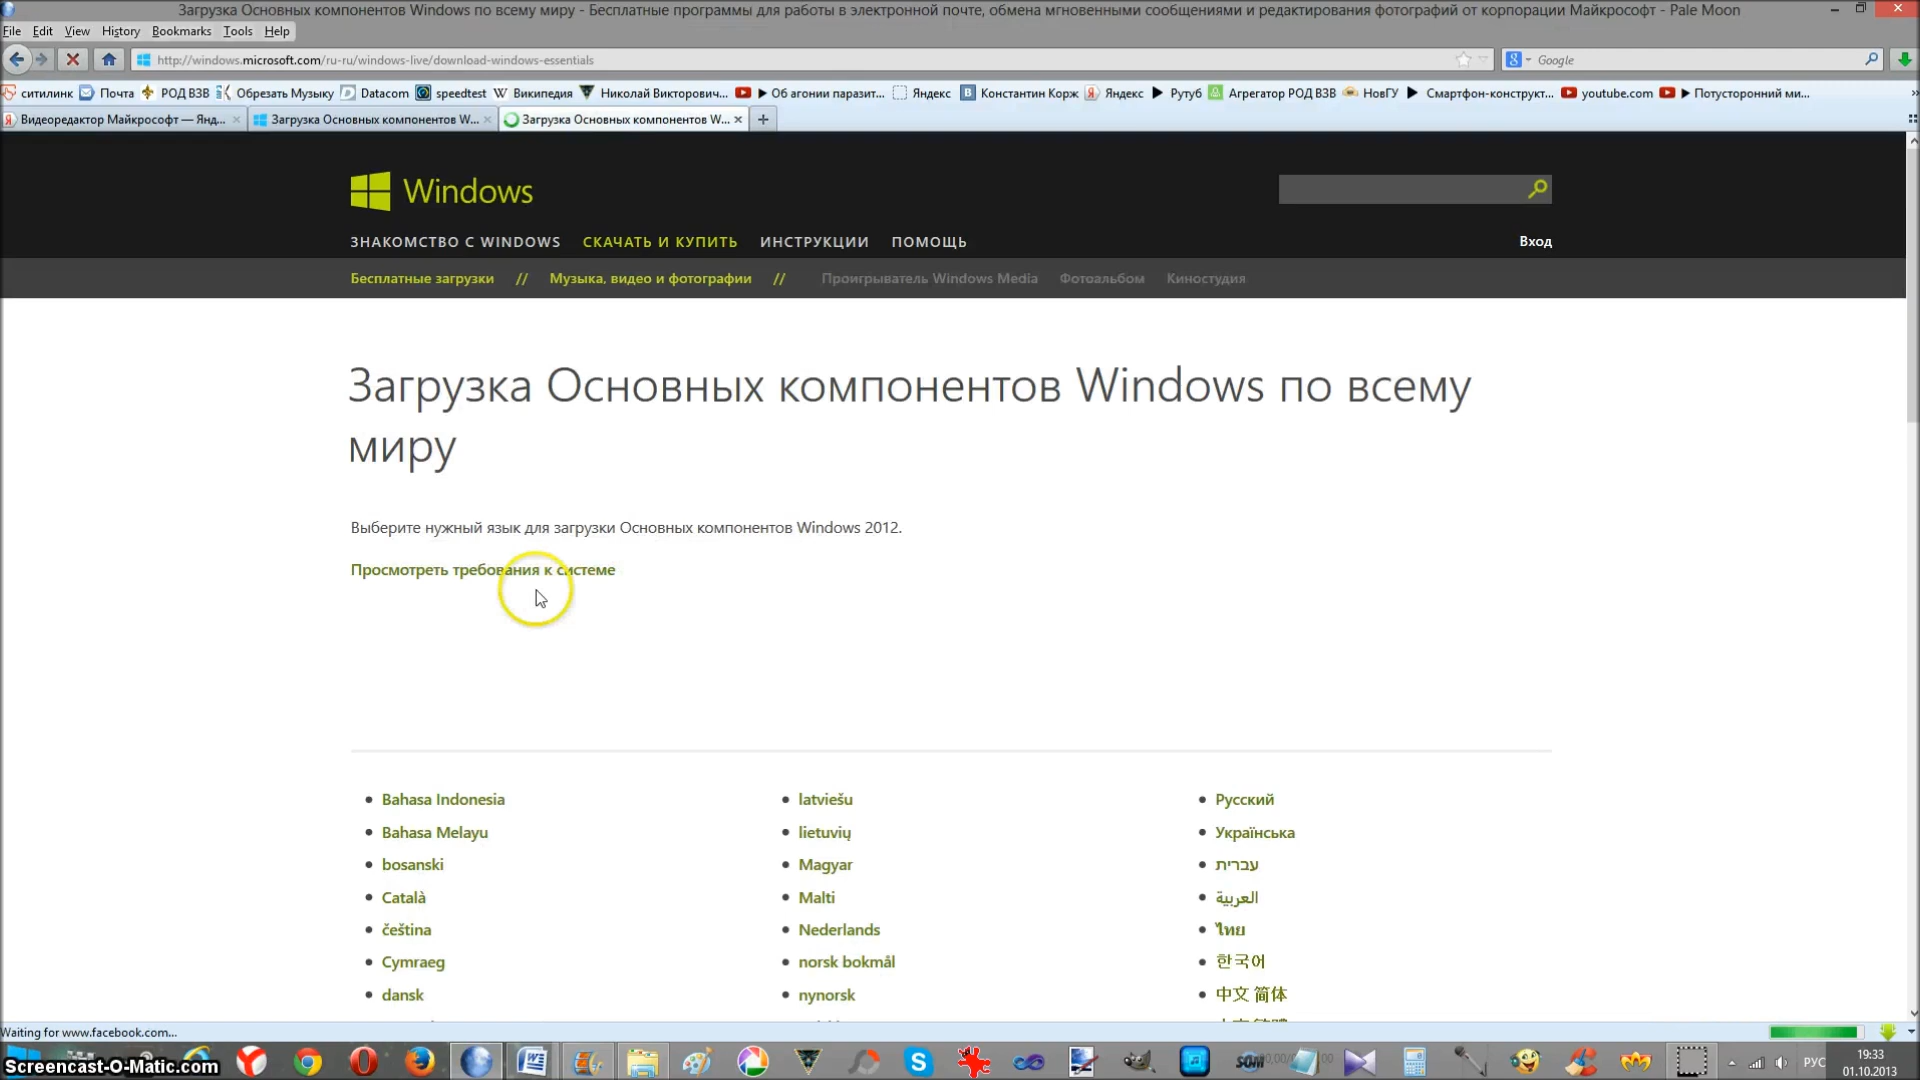 Загрузка Основных компонентов Windows по всему миру - Бесплатные программы для работы в электронной почте, обмена мгновенными сообщениями и редактирования фотографий от корпорации Майкрософт - Pale Moon
File Edit View History Bookmarks Tools Help
http://windows.microsoft.com/ru-ru/windows-live/download-windows-essentials
Google
ситилинк Почта РОД ВЗВ Обрезать Музыку Datacom speedtest Википедия Николай Викторович... Об агонии паразит... Яндекс Константин Корж Яндекс Рутуб Агрегатор РОД ВЗВ НовГУ Смартфон-конструкт... youtube.com Потусторонний ми...
Видеоредактор Майкрософт — Янд... Загрузка Основных компонентов W... Загрузка Основных компонентов W...
Windows
ЗНАКОМСТВО С WINDOWS СКАЧАТЬ И КУПИТЬ ИНСТРУКЦИИ ПОМОЩЬ Вход
Бесплатные загрузки // Музыка, видео и фотографии // Проигрыватель Windows Media Фотоальбом Киностудия
Загрузка Основных компонентов Windows по всему
миру
Выберите нужный язык для загрузки Основных компонентов Windows 2012.
Просмотреть требования к системе
Bahasa Indonesia
Bahasa Melayu
bosanski
Català
čeština
Cymraeg
dansk
latviešu
lietuvių
Magyar
Malti
Nederlands
norsk bokmål
nynorsk
Русский
Українська
עברית
العربية
ไทย
한국어
中文 简体
Waiting for www.facebook.com...
Screencast-O-Matic.com
SOM
РУС
19:33
01.10.2013